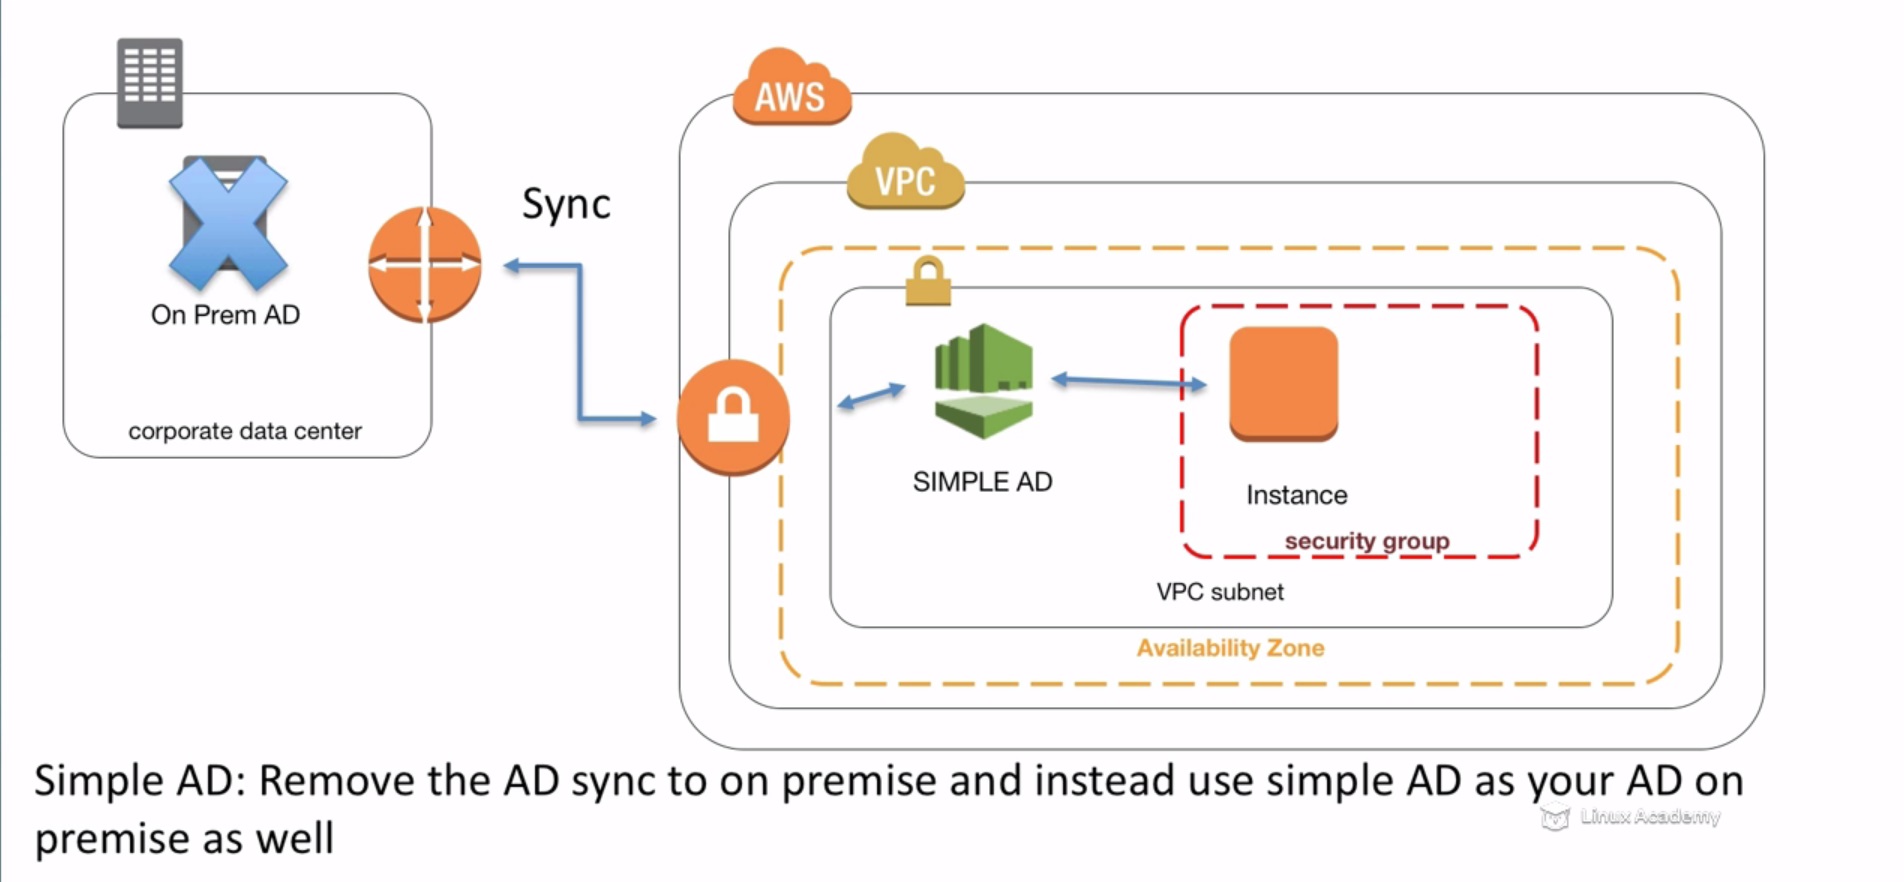 AWS
VPC
Sync
On Prem AD
corporate data center
SIMPLE AD
Instance
security group
VPC subnet
Availability Zone
Simple AD: Remove the AD sync to on premise and instead use simple AD as your AD on
premise as well
Linux Academy